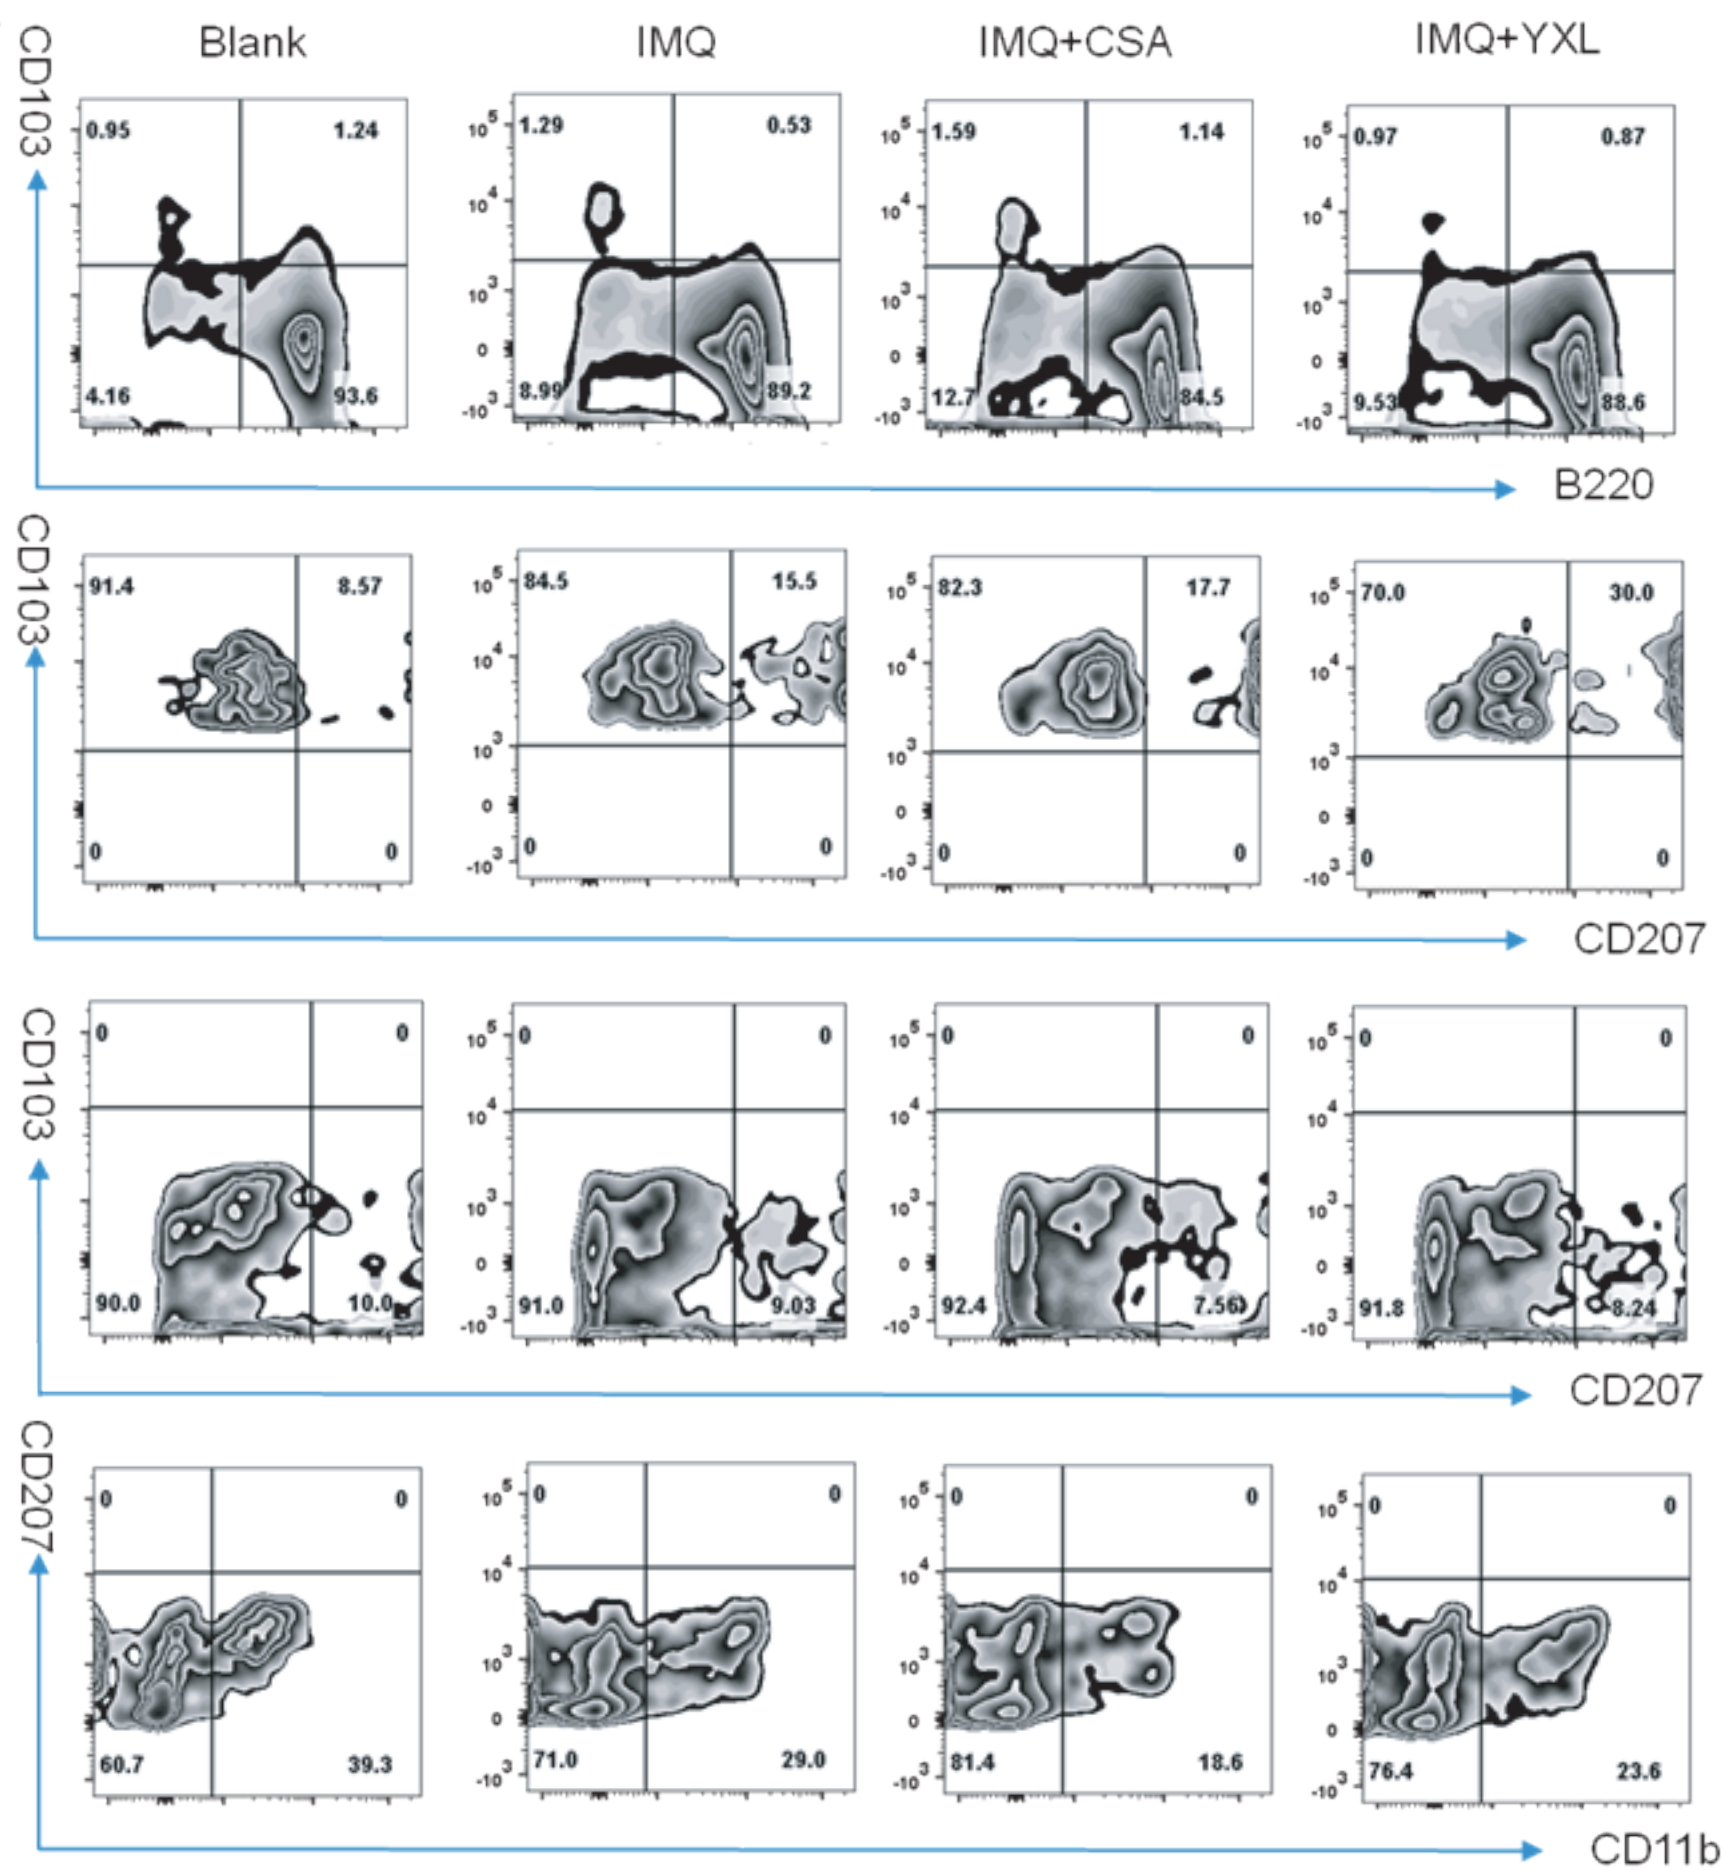 Blank IMQ IMQ+CSA IMQ+YXL
CD103
0.95 1.24 1.29 0.53 1.59 1.14 0.97 0.87
10^5 10^5 10^5
10^4 10^4 10^4
10^3 10^3 10^3
0 0 0
4.16 93.6 8.99 89.2 12.7 84.5 9.53 88.6
-10^3 -10^3 -10^3
B220
CD103
91.4 8.57 84.5 15.5 82.3 17.7 70.0 30.0
10^5 10^5 10^5
10^4 10^4 10^4
10^3 10^3 10^3
0 0 0
0 0 0 0 0 0 0 0
-10^3 -10^3 -10^3
CD207
CD103
0 0 0 0 0 0 0 0
10^5 10^5 10^5
10^4 10^4 10^4
10^3 10^3 10^3
0 0 0
90.0 10.0 91.0 9.03 92.4 7.56 91.8 8.24
-10^3 -10^3 -10^3
CD207
CD207
0 0 0 0 0 0 0 0
10^5 10^5 10^5
10^4 10^4 10^4
10^3 10^3 10^3
0 0 0
60.7 39.3 71.0 29.0 81.4 18.6 76.4 23.6
-10^3 -10^3 -10^3
CD11b